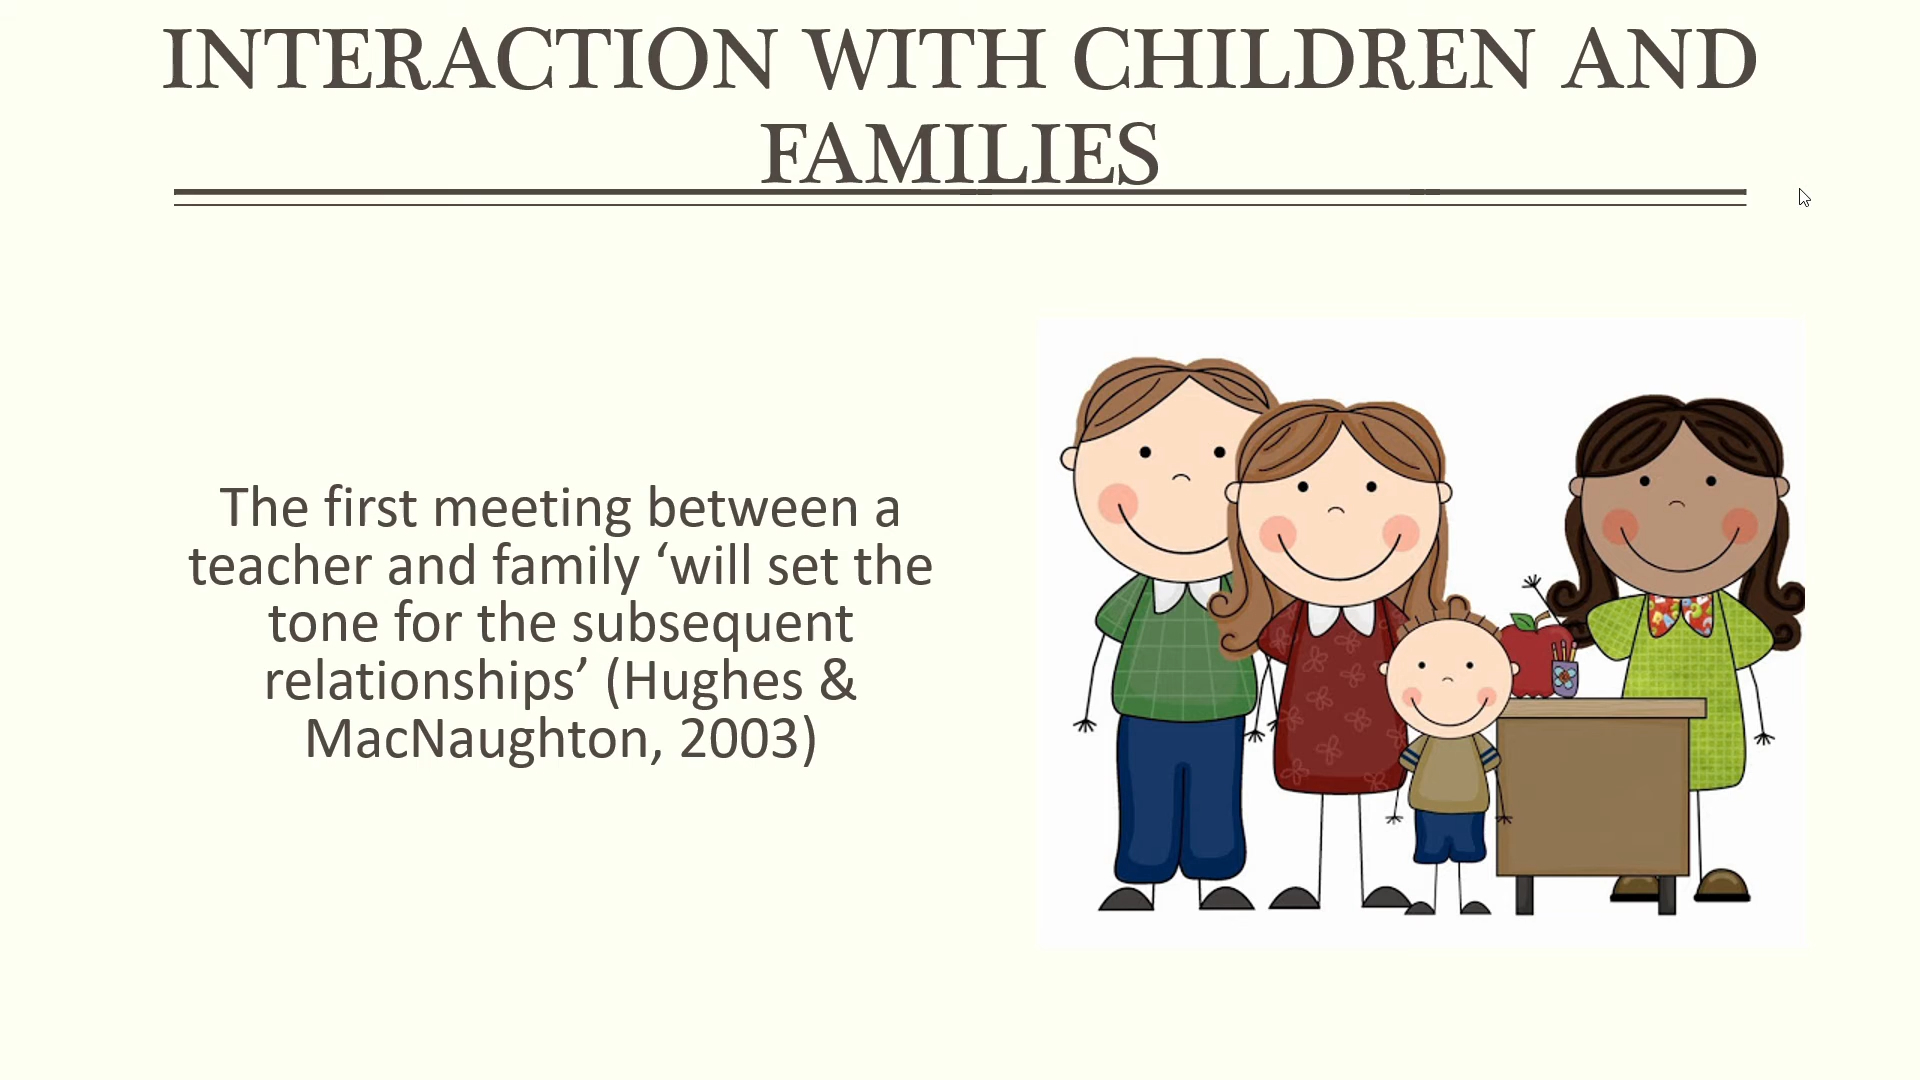 INTERACTION WITH CHILDREN AND
FAMILIES
The first meeting between a
teacher and family ‘will set the
tone for the subsequent
relationships’ (Hughes &
MacNaughton, 2003)